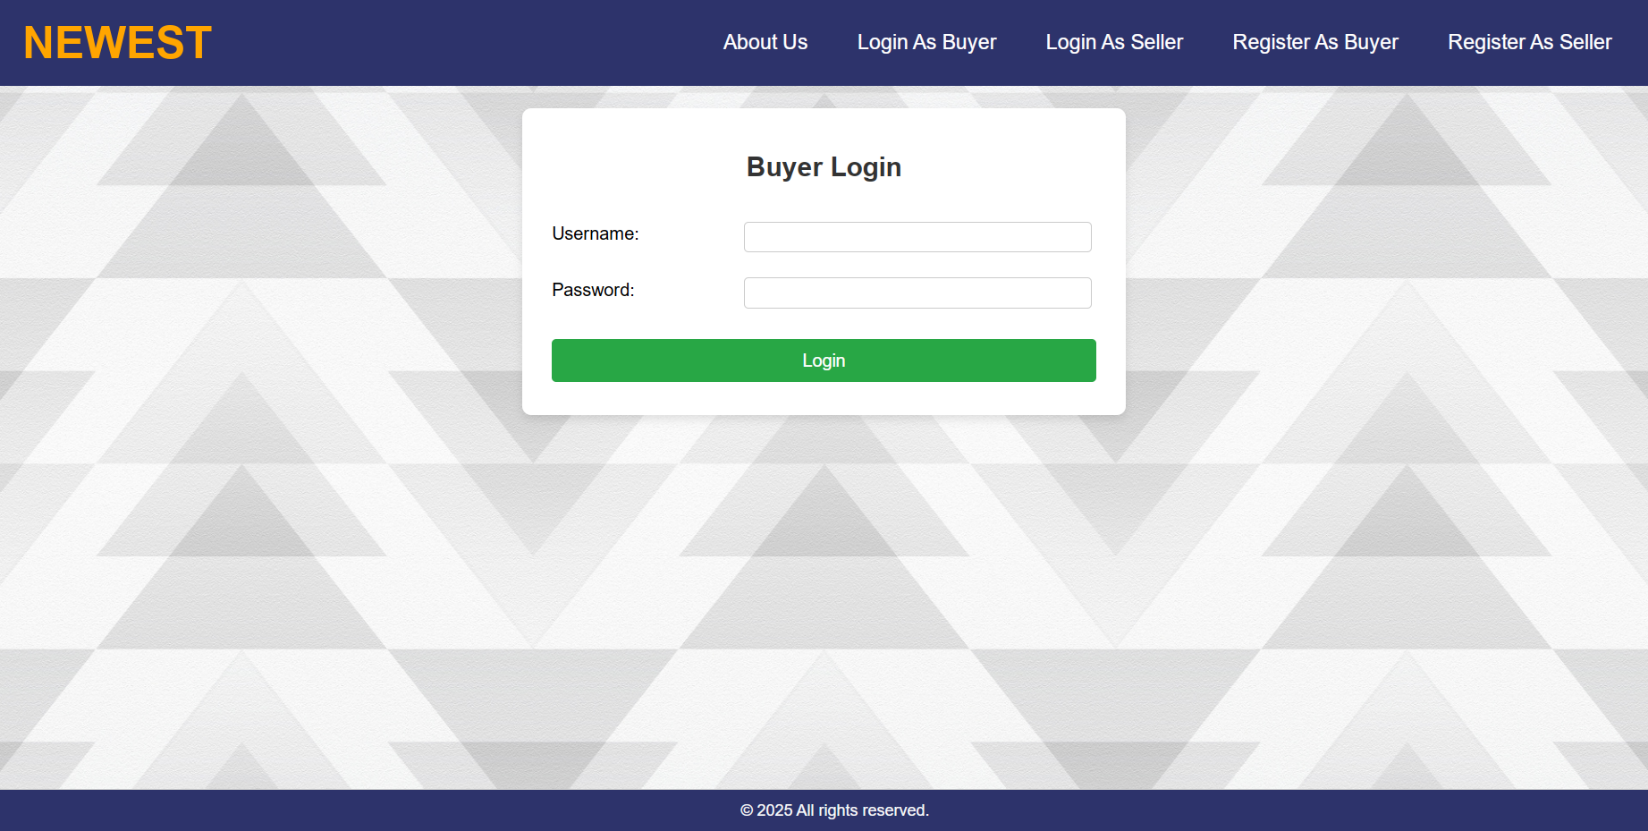 NEWEST
About Us Login As Buyer Login As Seller Register As Buyer Register As Seller
Buyer Login
Username:
Password:
Login
© 2025 All rights reserved.